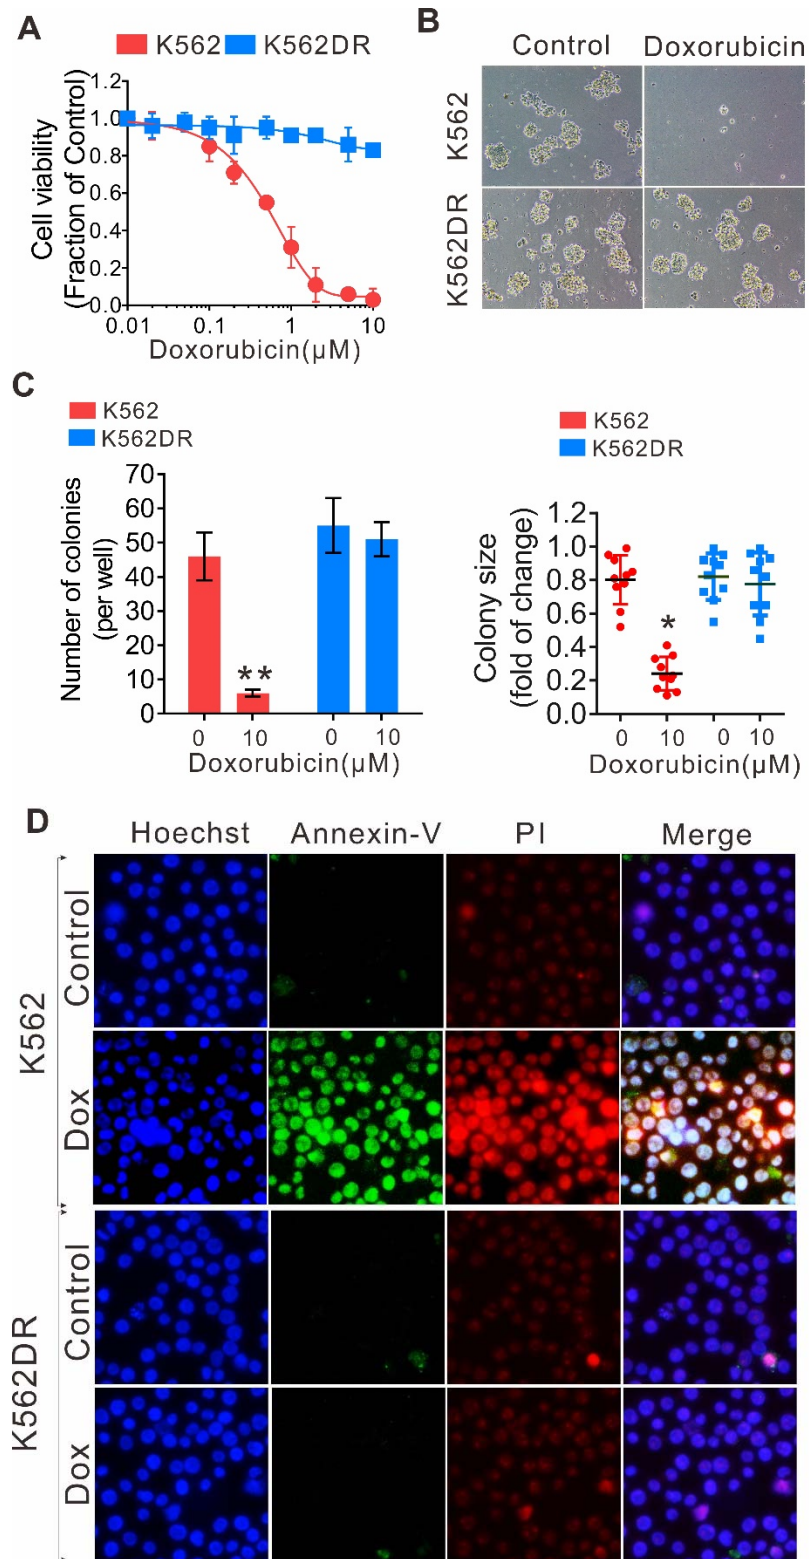 A
K562 K562DR
Cell viability
(Fraction of Control)
1.2
1.0
0.8
0.6
0.4
0.2
0.0
0.01 0.1 1 10
Doxorubicin(μM)
B
Control Doxorubicin
K562
K562DR
C
K562
K562DR
Number of colonies
(per well)
70
60
50
40
30
20
10
0
**
0 10 0 10
Doxorubicin(μM)
K562
K562DR
Colony size
(fold of change)
1.2
1.0
0.8
0.6
0.4
0.2
0.0
*
0 10 0 10
Doxorubicin(μM)
D
Hoechst Annexin-V PI Merge
K562
Control
Dox
K562DR
Control
Dox